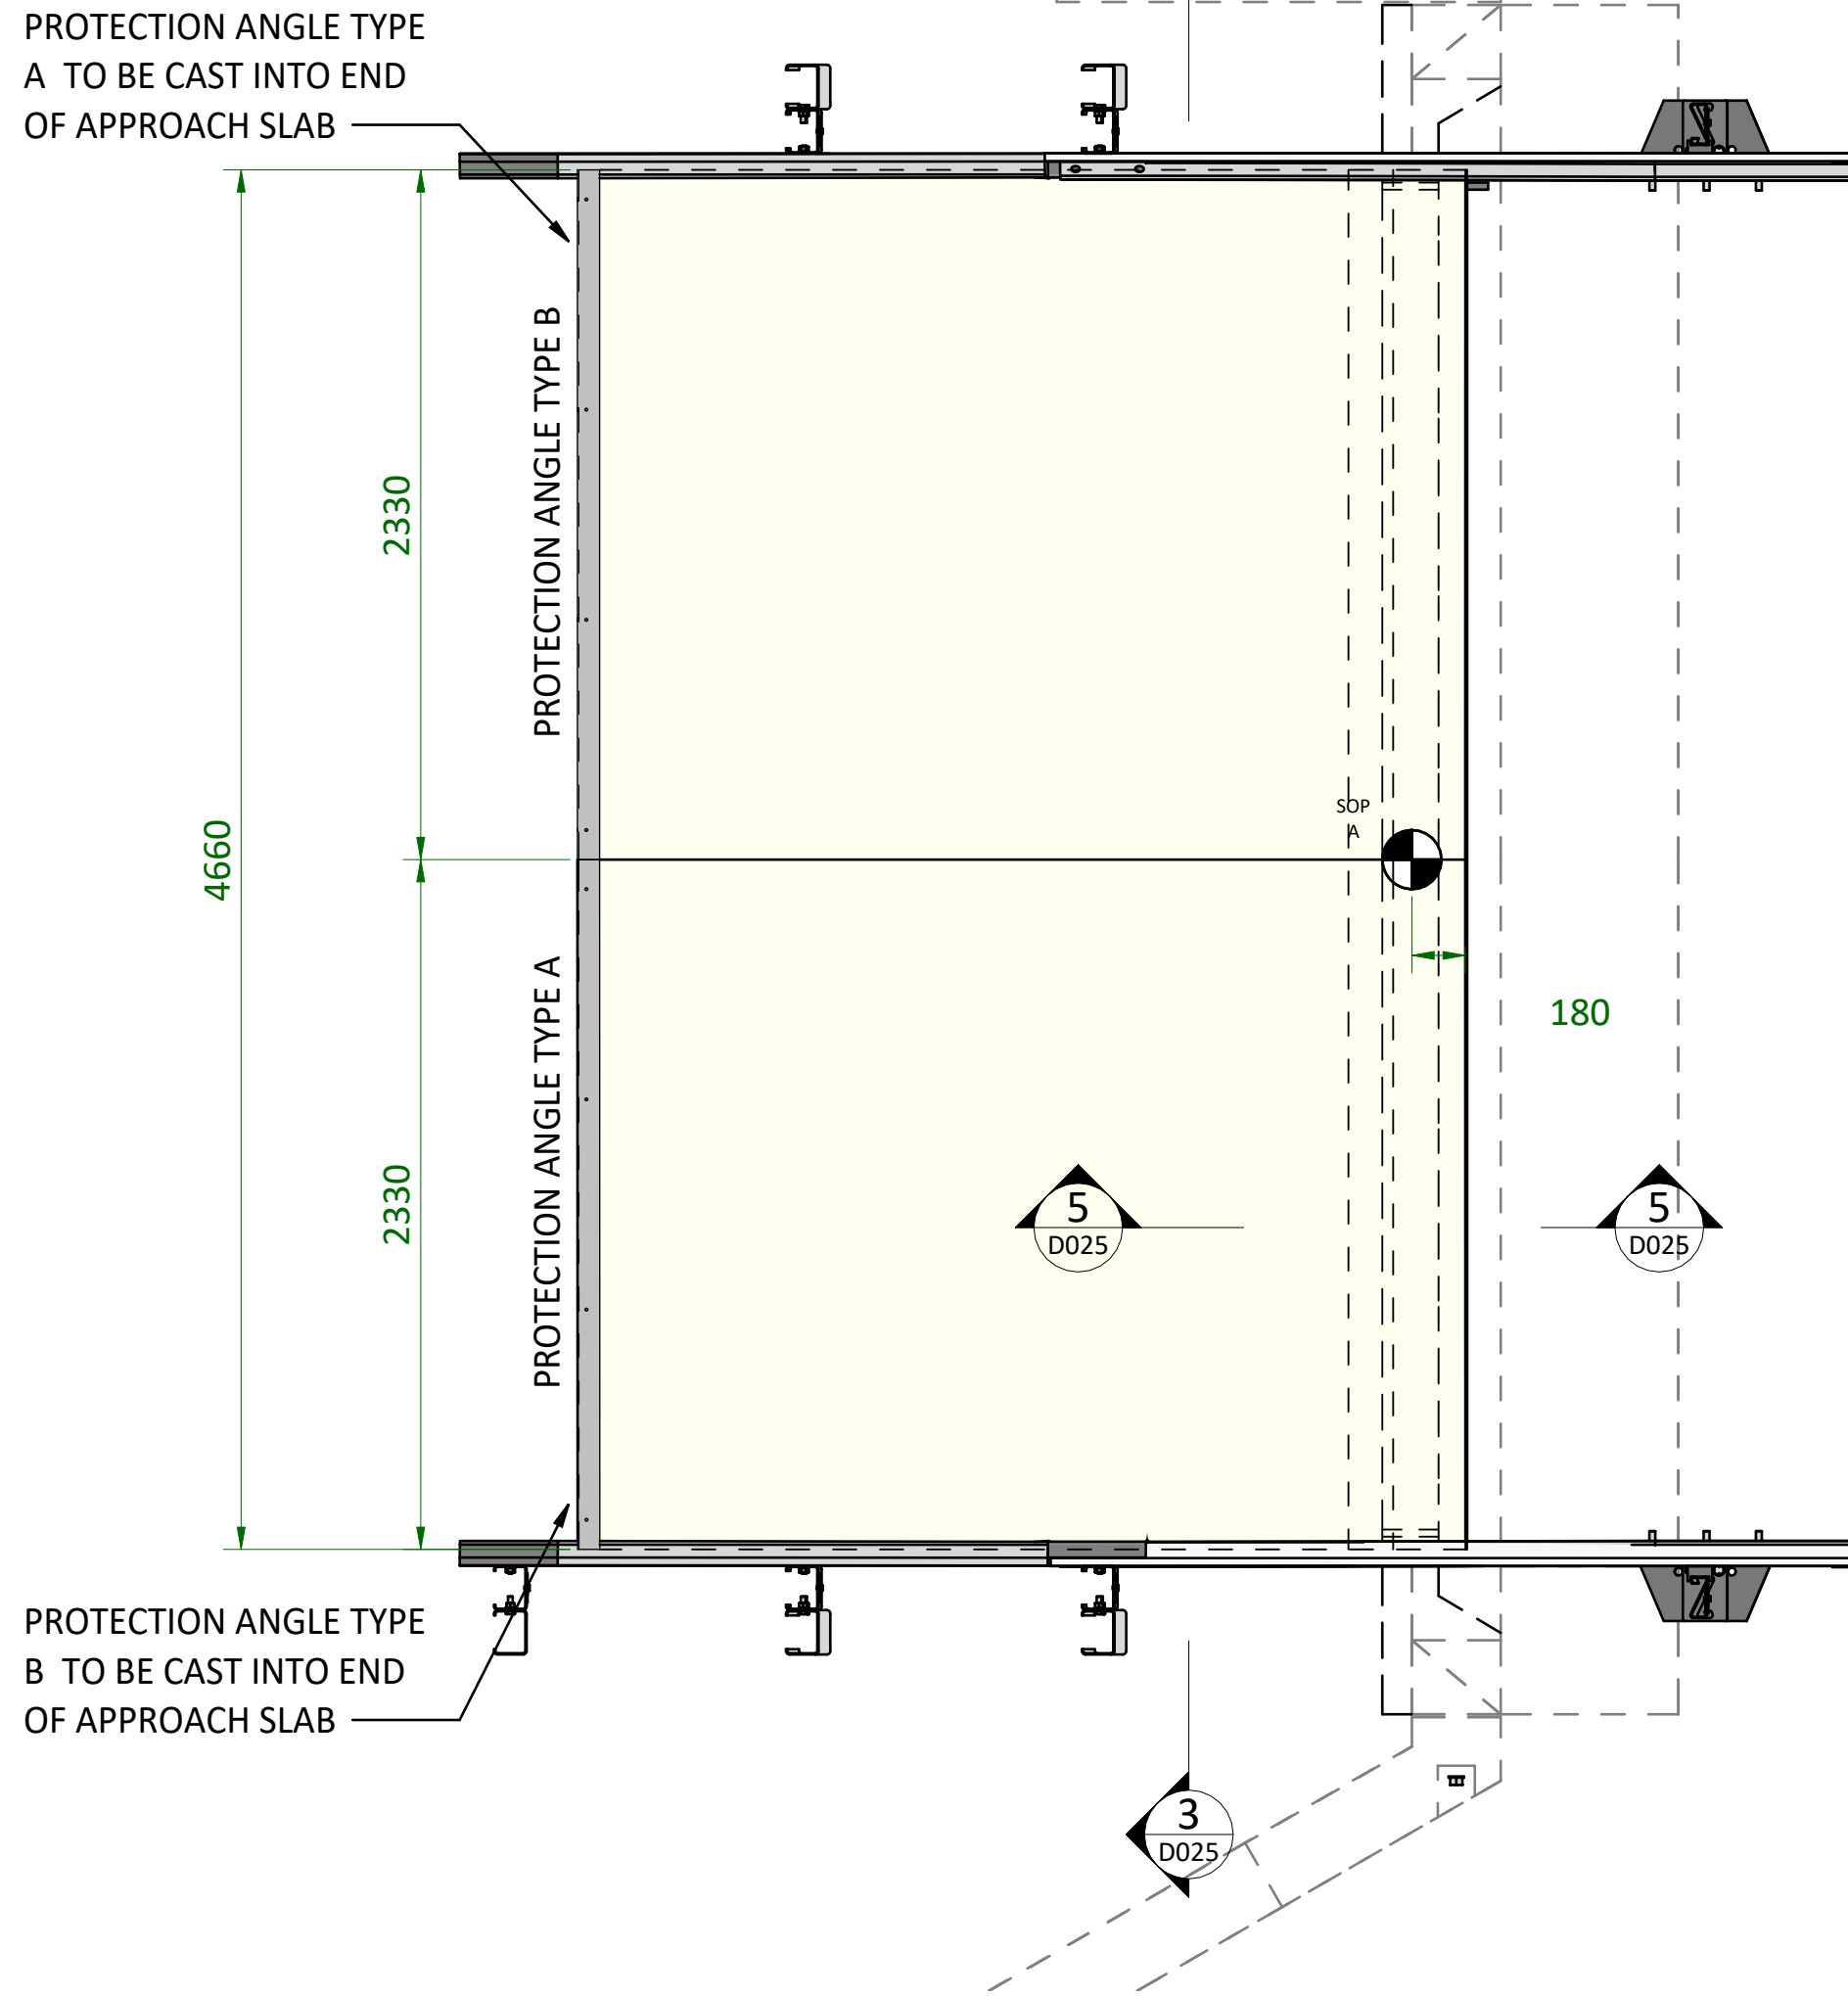 PROTECTION ANGLE TYPE
A TO BE CAST INTO END
OF APPROACH SLAB
PROTECTION ANGLE TYPE B
2330
4660
SOP
A
180
PROTECTION ANGLE TYPE A
2330
5
D025
5
D025
PROTECTION ANGLE TYPE
B TO BE CAST INTO END
OF APPROACH SLAB
3
D025